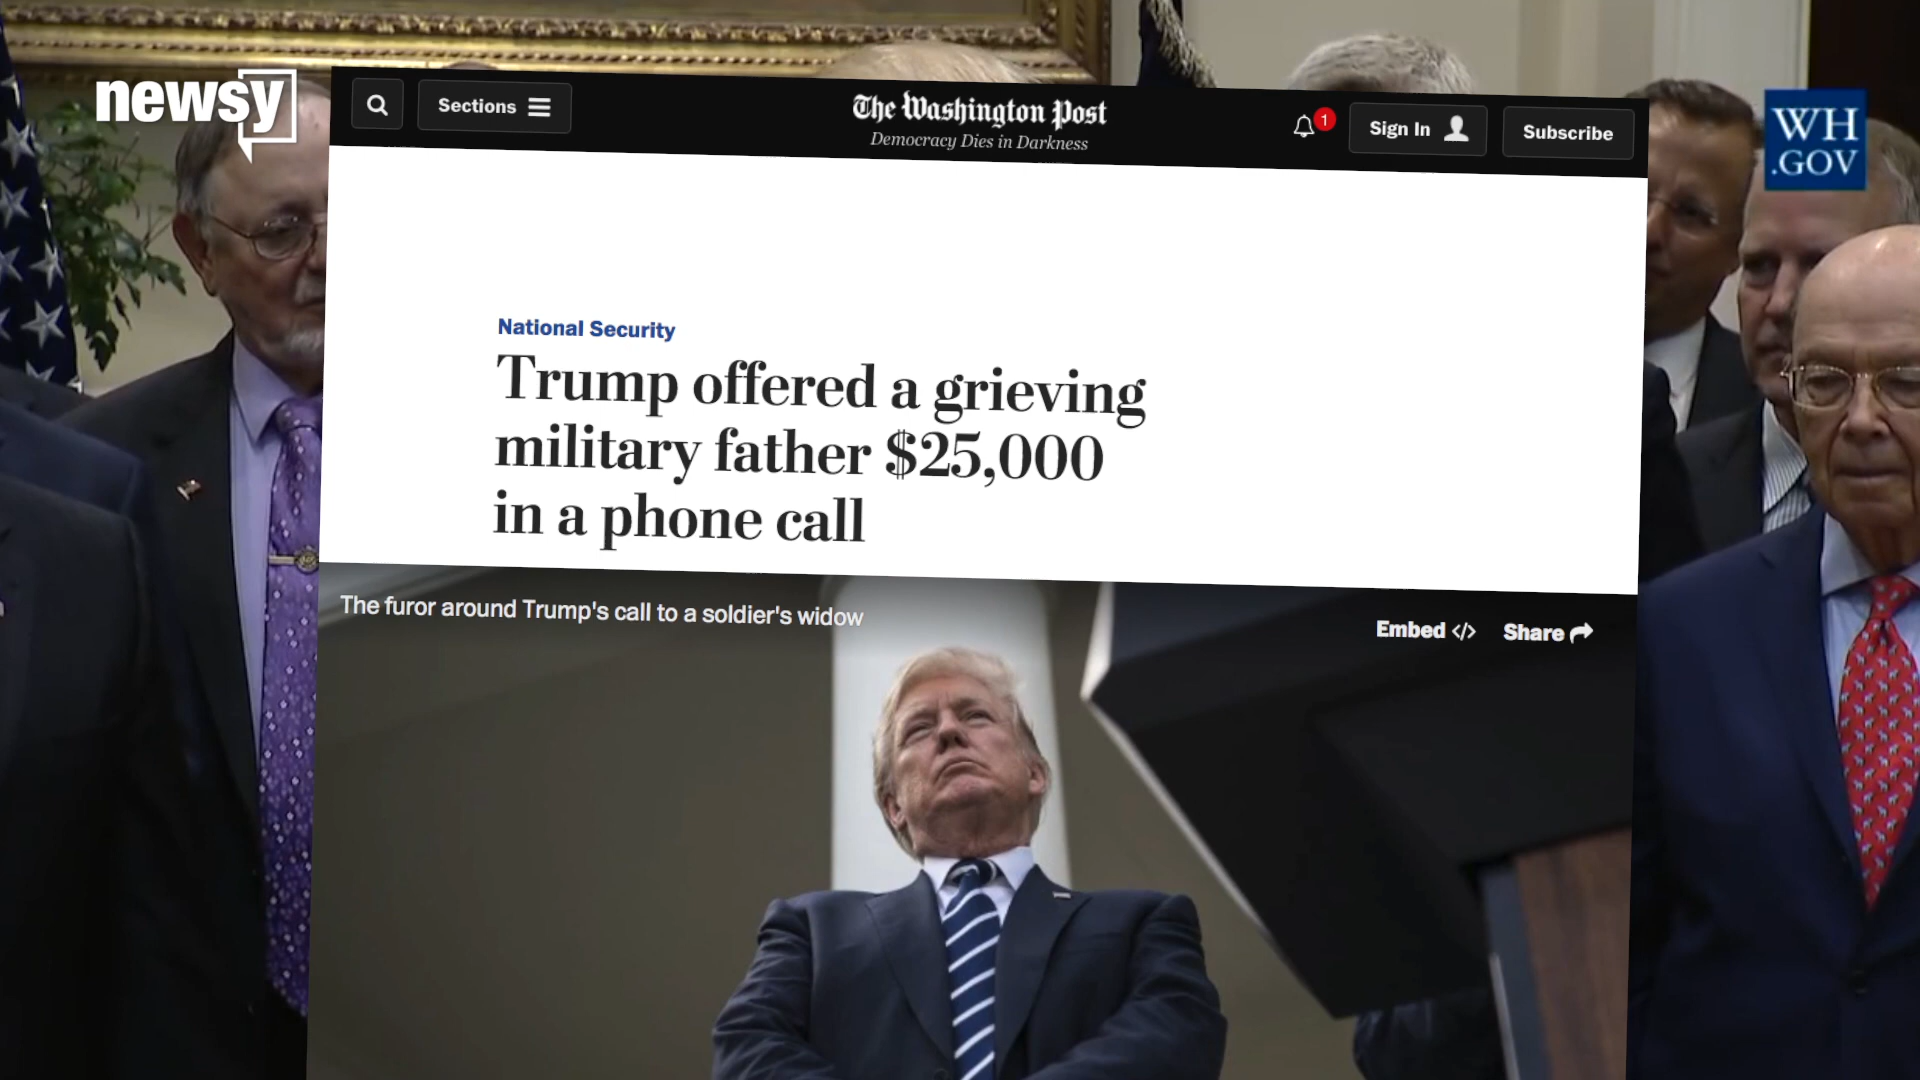 newsy
Sections
The Washington Post
Democracy Dies in Darkness
1
Sign In
Subscribe
WH
.GOV
National Security
Trump offered a grieving
military father $25,000
in a phone call
The furor around Trump's call to a soldier's widow
Embed </>
Share